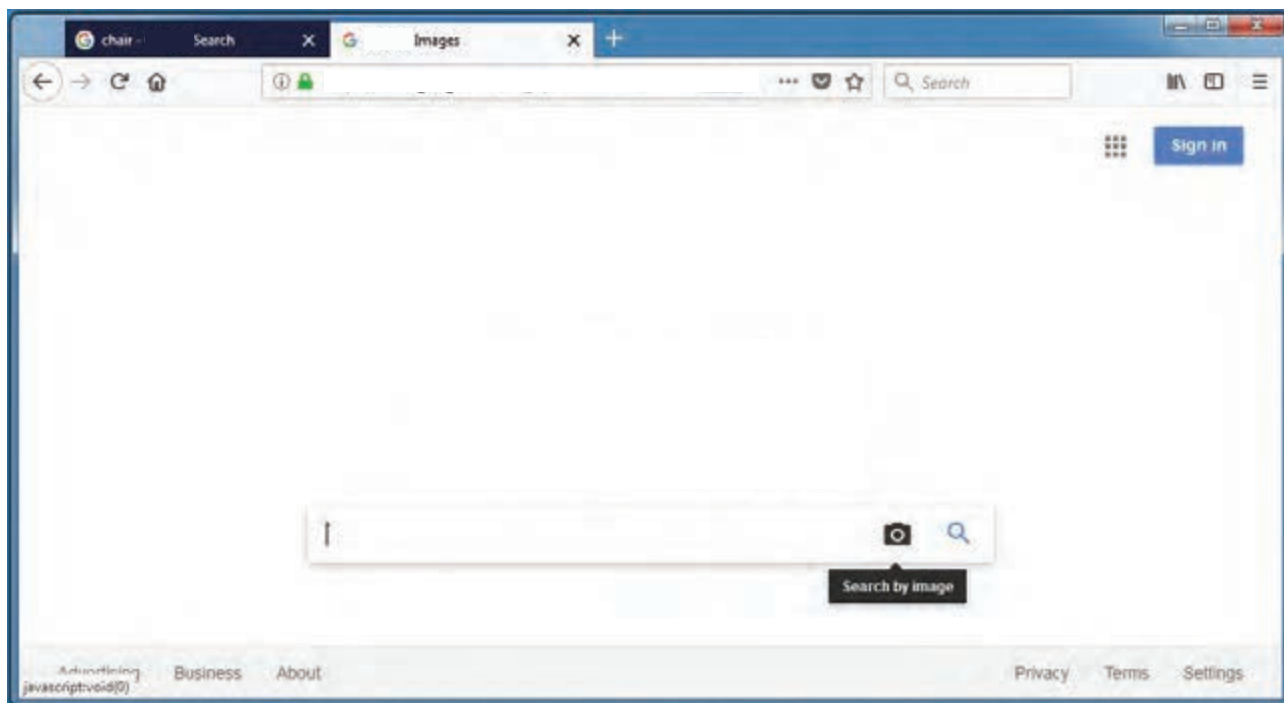 chair - Search
Images
Search
Sign in
Search by image
Advertising Business About
Privacy Terms Settings
javascript:void(0)